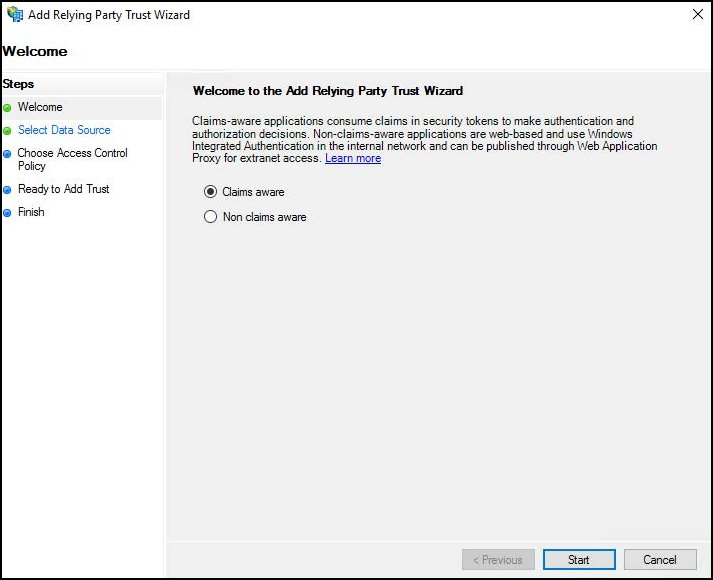 Add Relying Party Trust Wizard
Welcome
Steps
Welcome
Select Data Source
Choose Access Control
Policy
Ready to Add Trust
Finish
Welcome to the Add Relying Party Trust Wizard
Claims-aware applications consume claims in security tokens to make authentication and
authorization decisions. Non-claims-aware applications are web-based and use Windows
Integrated Authentication in the internal network and can be published through Web Application
Proxy for extranet access. Learn more
Claims aware
Non claims aware
< Previous
Start
Cancel